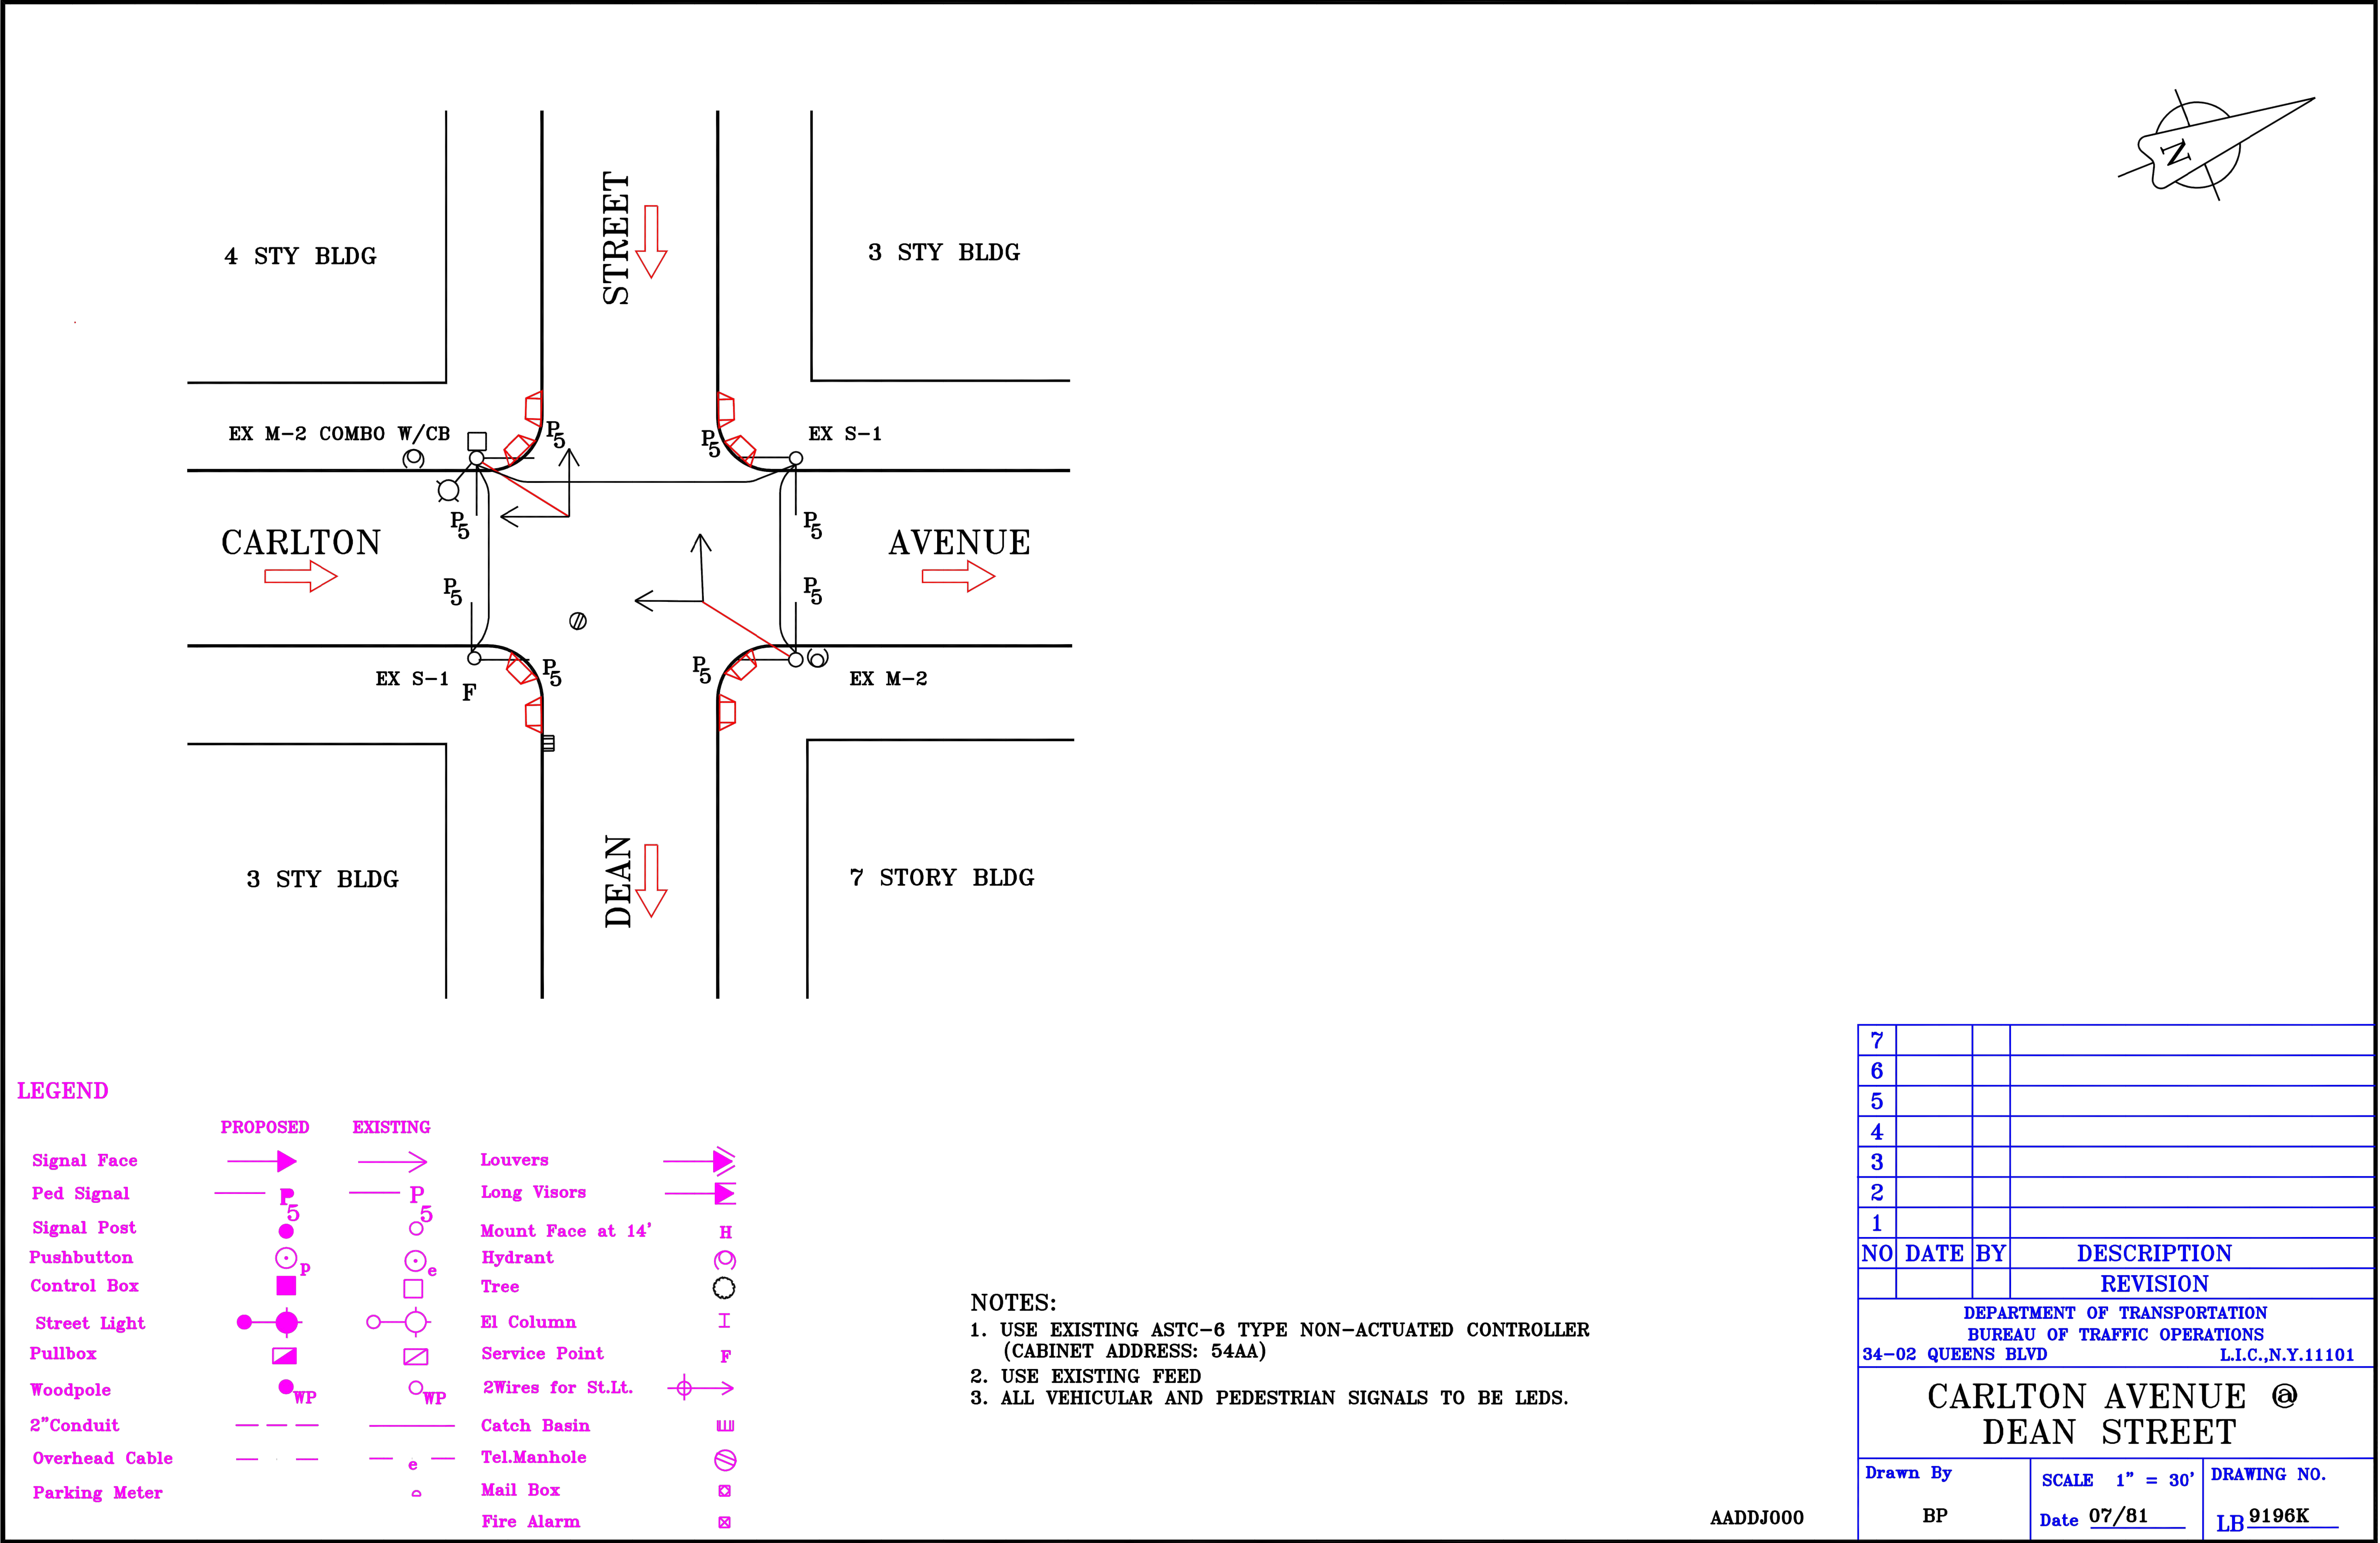 N
STREET
4 STY BLDG
3 STY BLDG
EX M-2 COMBO W/CB
P5
P5
EX S-1
P5
P5
CARLTON
AVENUE
P5
P5
EX S-1
F
P5
P5
EX M-2
DEAN
3 STY BLDG
7 STORY BLDG
LEGEND
PROPOSED EXISTING
Signal Face
Ped Signal P5 P5
Signal Post
Pushbutton p e
Control Box
Street Light
Pullbox
Woodpole WP WP
2"Conduit
Overhead Cable e
Parking Meter
Louvers
Long Visors
Mount Face at 14' H
Hydrant
Tree
El Column
Service Point F
2Wires for St.Lt.
Catch Basin
Tel.Manhole
Mail Box
Fire Alarm
NOTES:
1. USE EXISTING ASTC-6 TYPE NON-ACTUATED CONTROLLER
(CABINET ADDRESS: 54AA)
2. USE EXISTING FEED
3. ALL VEHICULAR AND PEDESTRIAN SIGNALS TO BE LEDS.
AADDJ000
7
6
5
4
3
2
1
NO DATE BY DESCRIPTION
REVISION
DEPARTMENT OF TRANSPORTATION
BUREAU OF TRAFFIC OPERATIONS
34-02 QUEENS BLVD L.I.C.,N.Y.11101
CARLTON AVENUE @
DEAN STREET
Drawn By
BP
SCALE 1" = 30'
Date 07/81
DRAWING NO.
LB 9196K